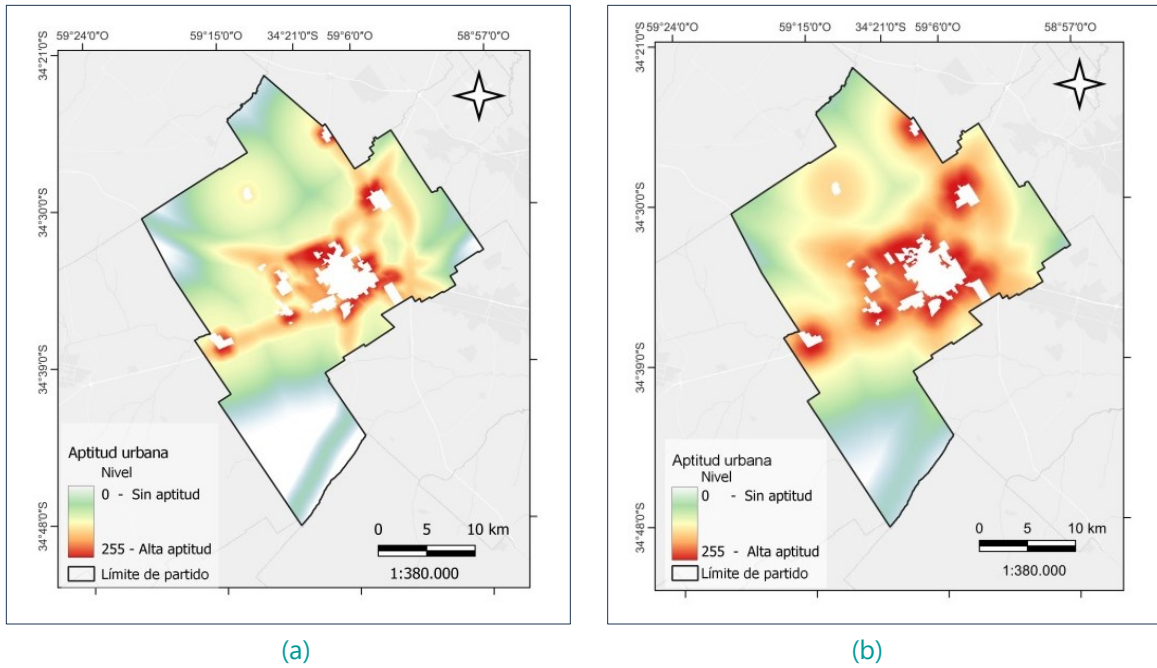 59°24'0"O 59°15'0"O 34°21'0"S 59°6'0"O 58°57'0"O
34°21'0"S
34°30'0"S
34°39'0"S
34°48'0"S
Aptitud urbana
Nivel
0 - Sin aptitud
255 - Alta aptitud
Límite de partido
0 5 10 km
1:380.000
(a)
59°24'0"O 59°15'0"O 34°21'0"S 59°6'0"O 58°57'0"O
34°21'0"S
34°30'0"S
34°39'0"S
34°48'0"S
Aptitud urbana
Nivel
0 - Sin aptitud
255 - Alta aptitud
Límite de partido
0 5 10 km
1:380.000
(b)